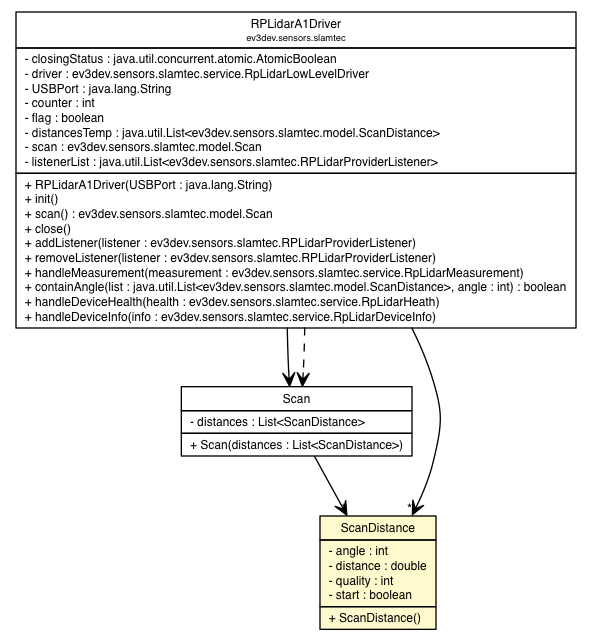 RPLidarA1Driver
ev3dev.sensors.slamtec
- closingStatus : java.util.concurrent.atomic.AtomicBoolean
- driver : ev3dev.sensors.slamtec.service.RpLidarLowLevelDriver
- USBPort : java.lang.String
- counter : int
- flag : boolean
- distancesTemp : java.util.List<ev3dev.sensors.slamtec.model.ScanDistance>
- scan : ev3dev.sensors.slamtec.model.Scan
- listenerList : java.util.List<ev3dev.sensors.slamtec.RPLidarProviderListener>
+ RPLidarA1Driver(USBPort : java.lang.String)
+ init()
+ scan() : ev3dev.sensors.slamtec.model.Scan
+ close()
+ addListener(listener : ev3dev.sensors.slamtec.RPLidarProviderListener)
+ removeListener(listener : ev3dev.sensors.slamtec.RPLidarProviderListener)
+ handleMeasurement(measurement : ev3dev.sensors.slamtec.service.RpLidarMeasurement)
+ containAngle(list : java.util.List<ev3dev.sensors.slamtec.model.ScanDistance>, angle : int) : boolean
+ handleDeviceHealth(health : ev3dev.sensors.slamtec.service.RpLidarHeath)
+ handleDeviceInfo(info : ev3dev.sensors.slamtec.service.RpLidarDeviceInfo)
Scan
- distances : List<ScanDistance>
+ Scan(distances : List<ScanDistance>)
*
ScanDistance
- angle : int
- distance : double
- quality : int
- start : boolean
+ ScanDistance()